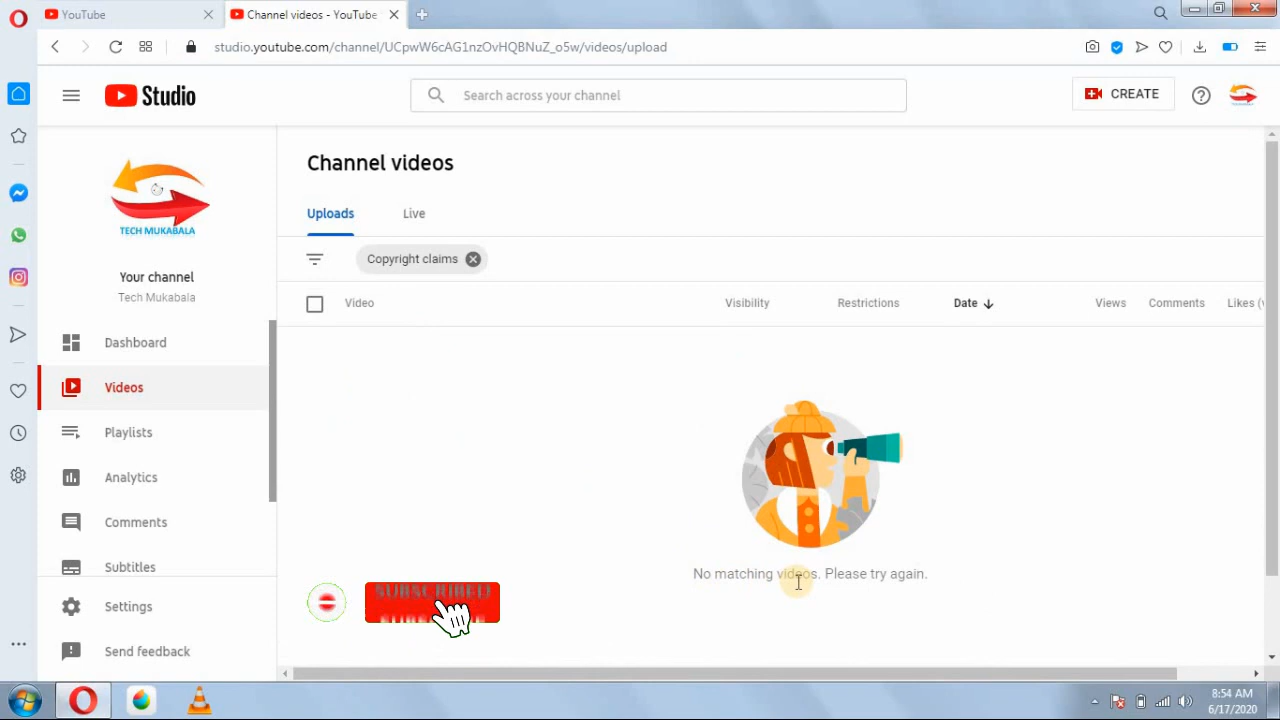 YouTube
Channel videos - YouTube
studio.youtube.com/channel/UCpwW6cAG1nzOvHQBNuZ_o5w/videos/upload
Studio
Search across your channel
CREATE
TECH MUKABALA
Your channel
Tech Mukabala
Dashboard
Videos
Playlists
Analytics
Comments
Subtitles
Settings
Send feedback
Channel videos
Uploads
Live
Copyright claims
Video
Visibility
Restrictions
Date
Views
Comments
Likes (
No matching videos. Please try again.
8:54 AM
6/17/2020